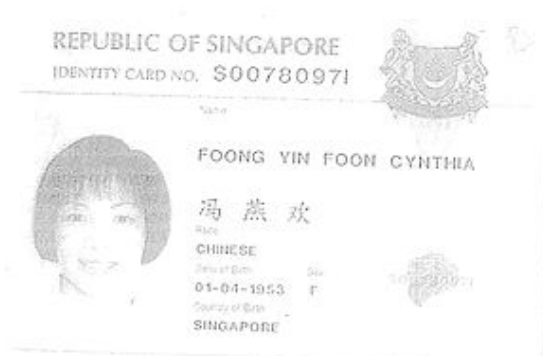 REPUBLIC OF SINGAPORE
IDENTITY CARD NO. S0078097I
Name
FOONG YIN FOON CYNTHIA
冯 燕 欢
Race
CHINESE
Date of Birth Sex
01-04-1953 F
Country of Birth
SINGAPORE